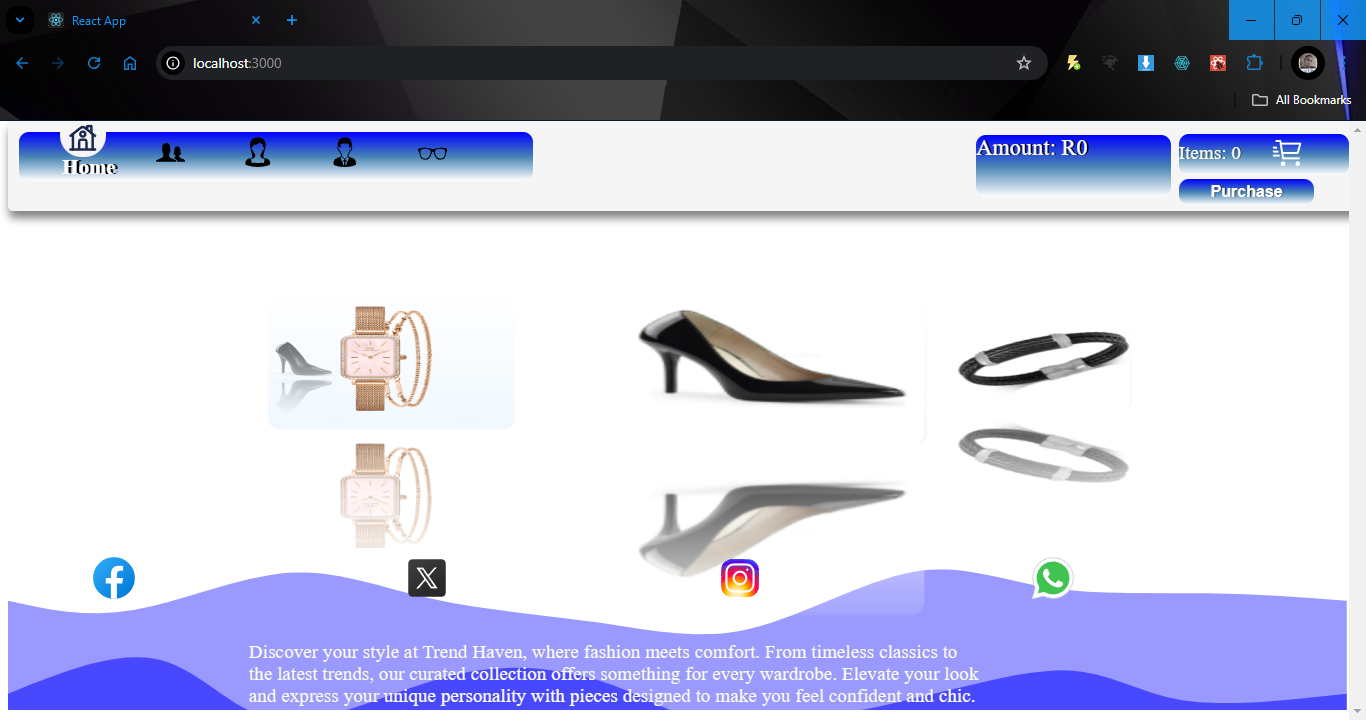 React App
localhost:3000
All Bookmarks
Home
Amount: R0
Items: 0
Purchase
Discover your style at Trend Haven, where fashion meets comfort. From timeless classics to
the latest trends, our curated collection offers something for every wardrobe. Elevate your look
and express your unique personality with pieces designed to make you feel confident and chic.